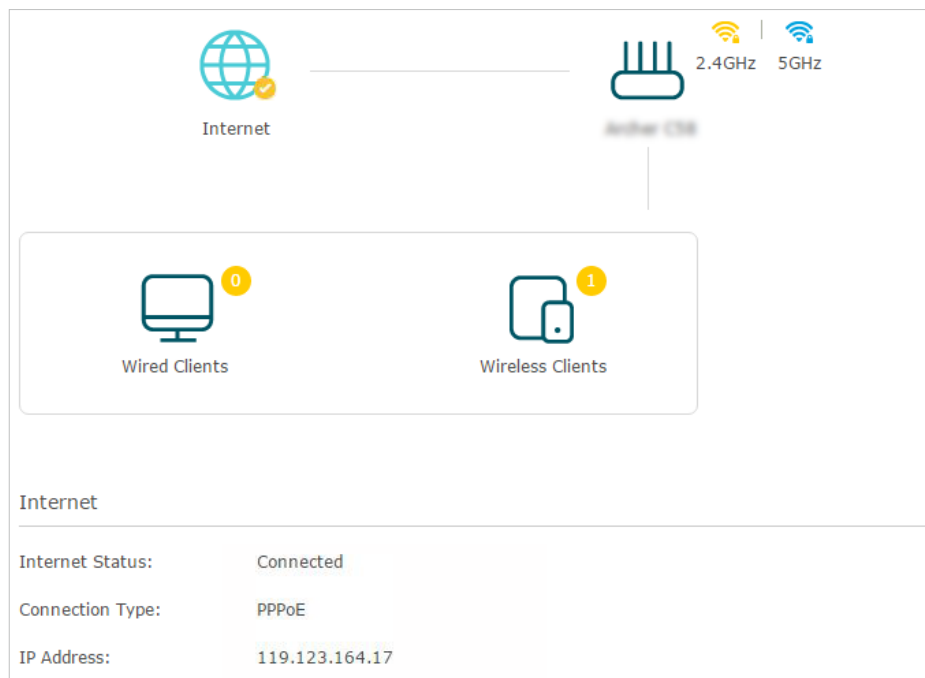 2.4GHz 5GHz
Internet
0 1
Wired Clients Wireless Clients
Internet
Internet Status: Connected
Connection Type: PPPoE
IP Address: 119.123.164.17